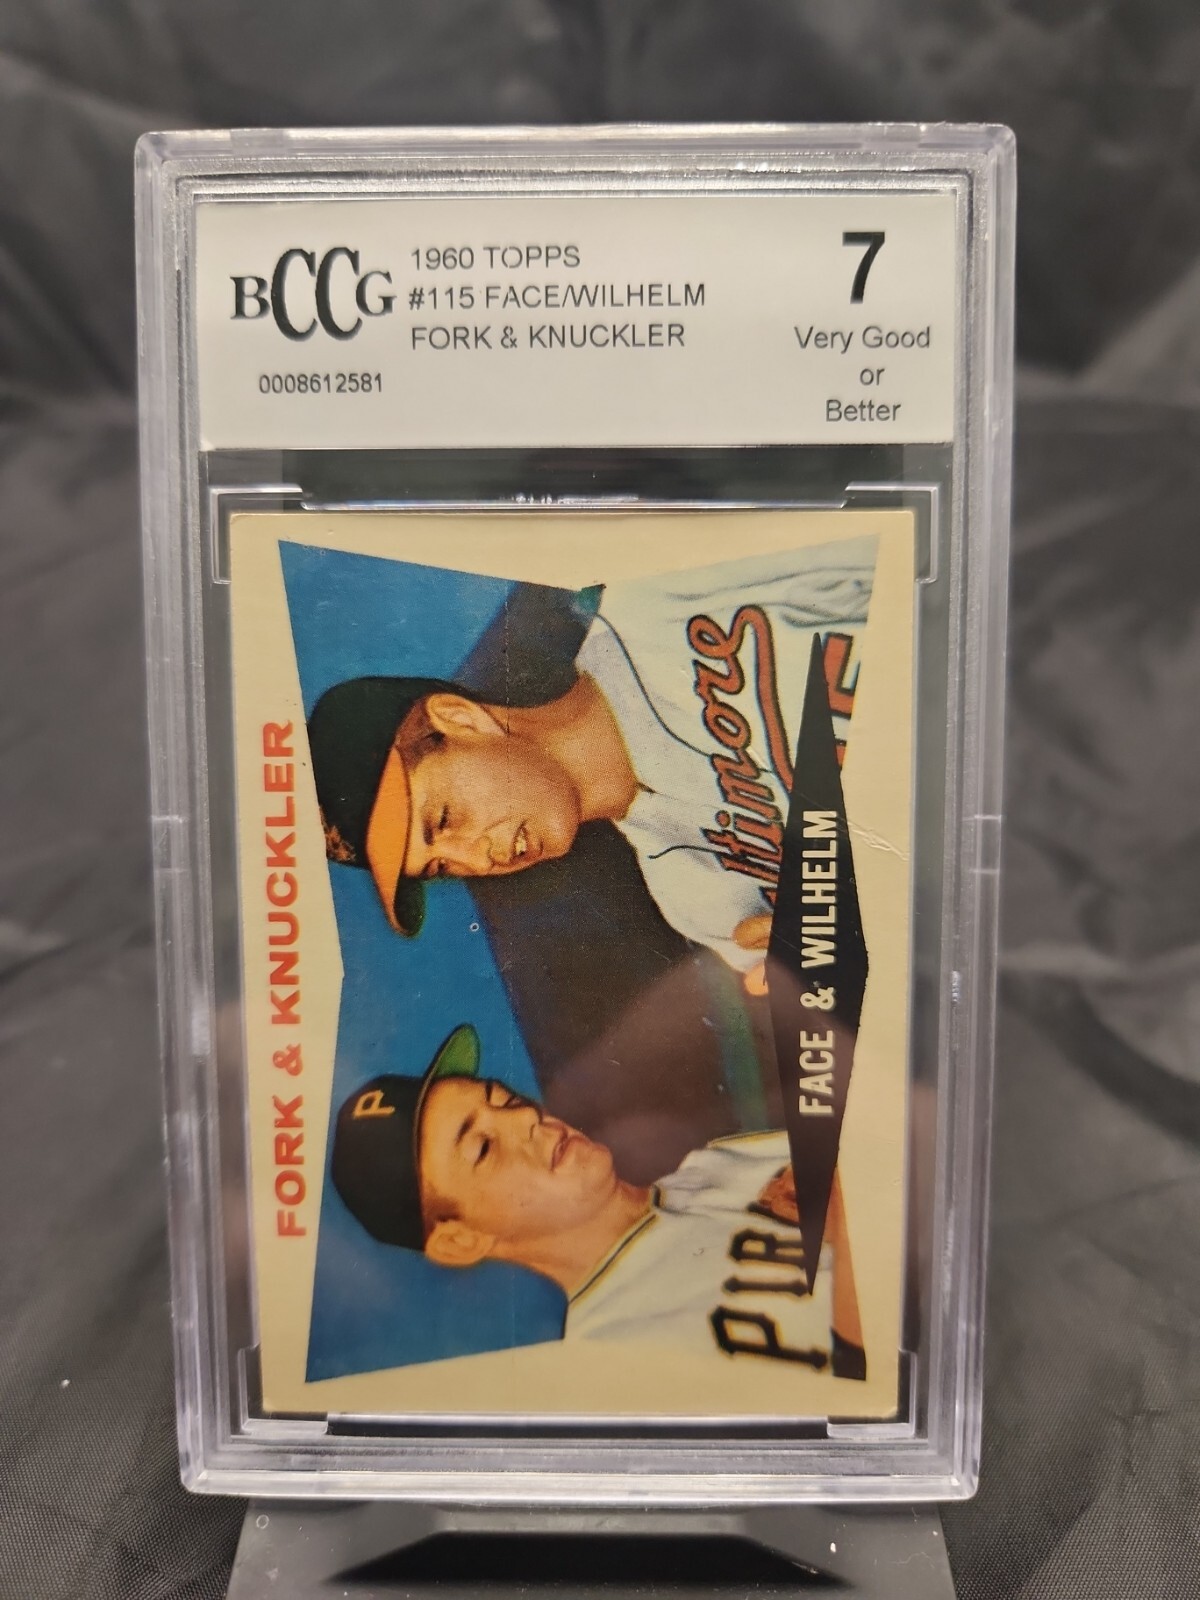 BCCG
1960 TOPPS
#115 FACE/WILHELM
FORK & KNUCKLER
0008612581
7
Very Good
or
Better
FORK & KNUCKLER
ltimore
P
PIR
FACE & WILHELM